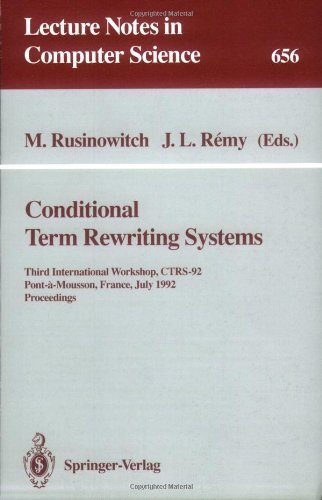 Lecture Notes in
Computer Science 656
M. Rusinowitch J. L. Rémy (Eds.)
Conditional
Term Rewriting Systems
Third International Workshop, CTRS-92
Pont-à-Mousson, France, July 1992
Proceedings
Springer-Verlag